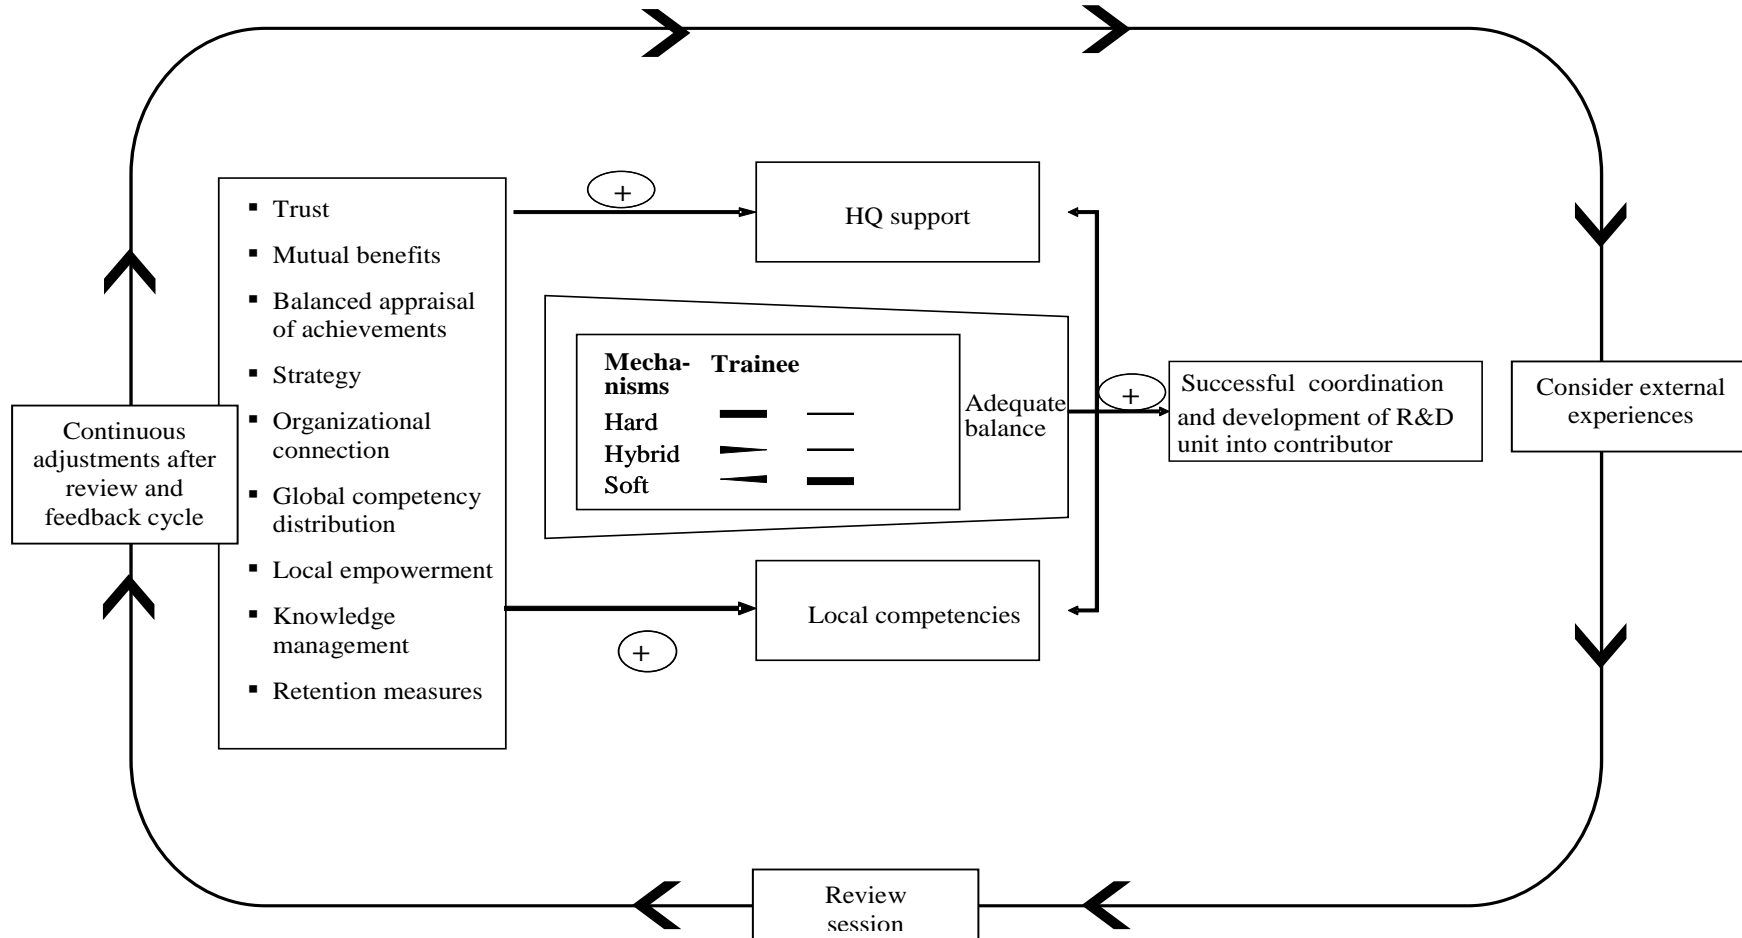 ▪ Trust
▪ Mutual benefits
▪ Balanced appraisal
of achievements
▪ Strategy
▪ Organizational
connection
▪ Global competency
distribution
▪ Local empowerment
▪ Knowledge
management
▪ Retention measures
Continuous
adjustments after
review and
feedback cycle
+
HQ support
Mecha-
nisms
Trainee
Hard
Hybrid
Soft
Adequate
balance
+
Local competencies
+
Successful coordination
and development of R&D
unit into contributor
Consider external
experiences
Review
session